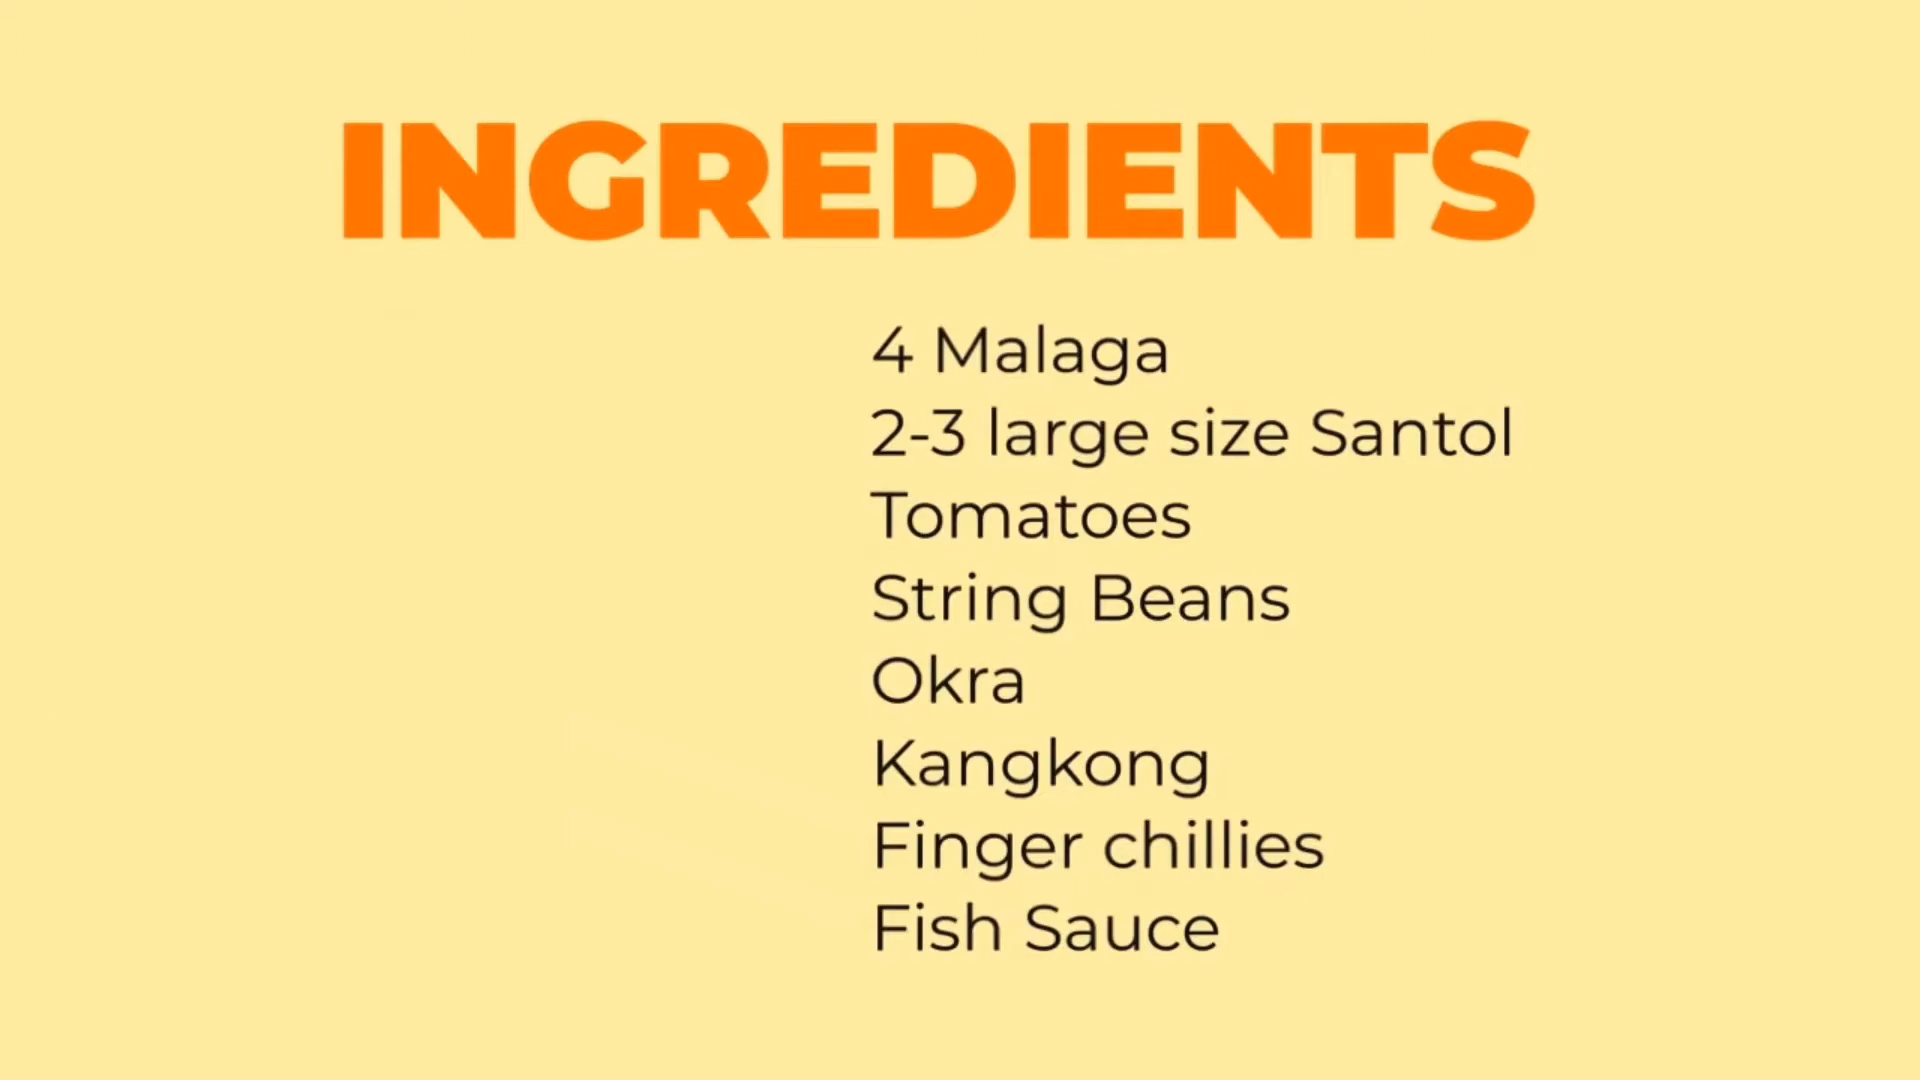 INGREDIENTS
4 Malaga
2-3 large size Santol
Tomatoes
String Beans
Okra
Kangkong
Finger chillies
Fish Sauce